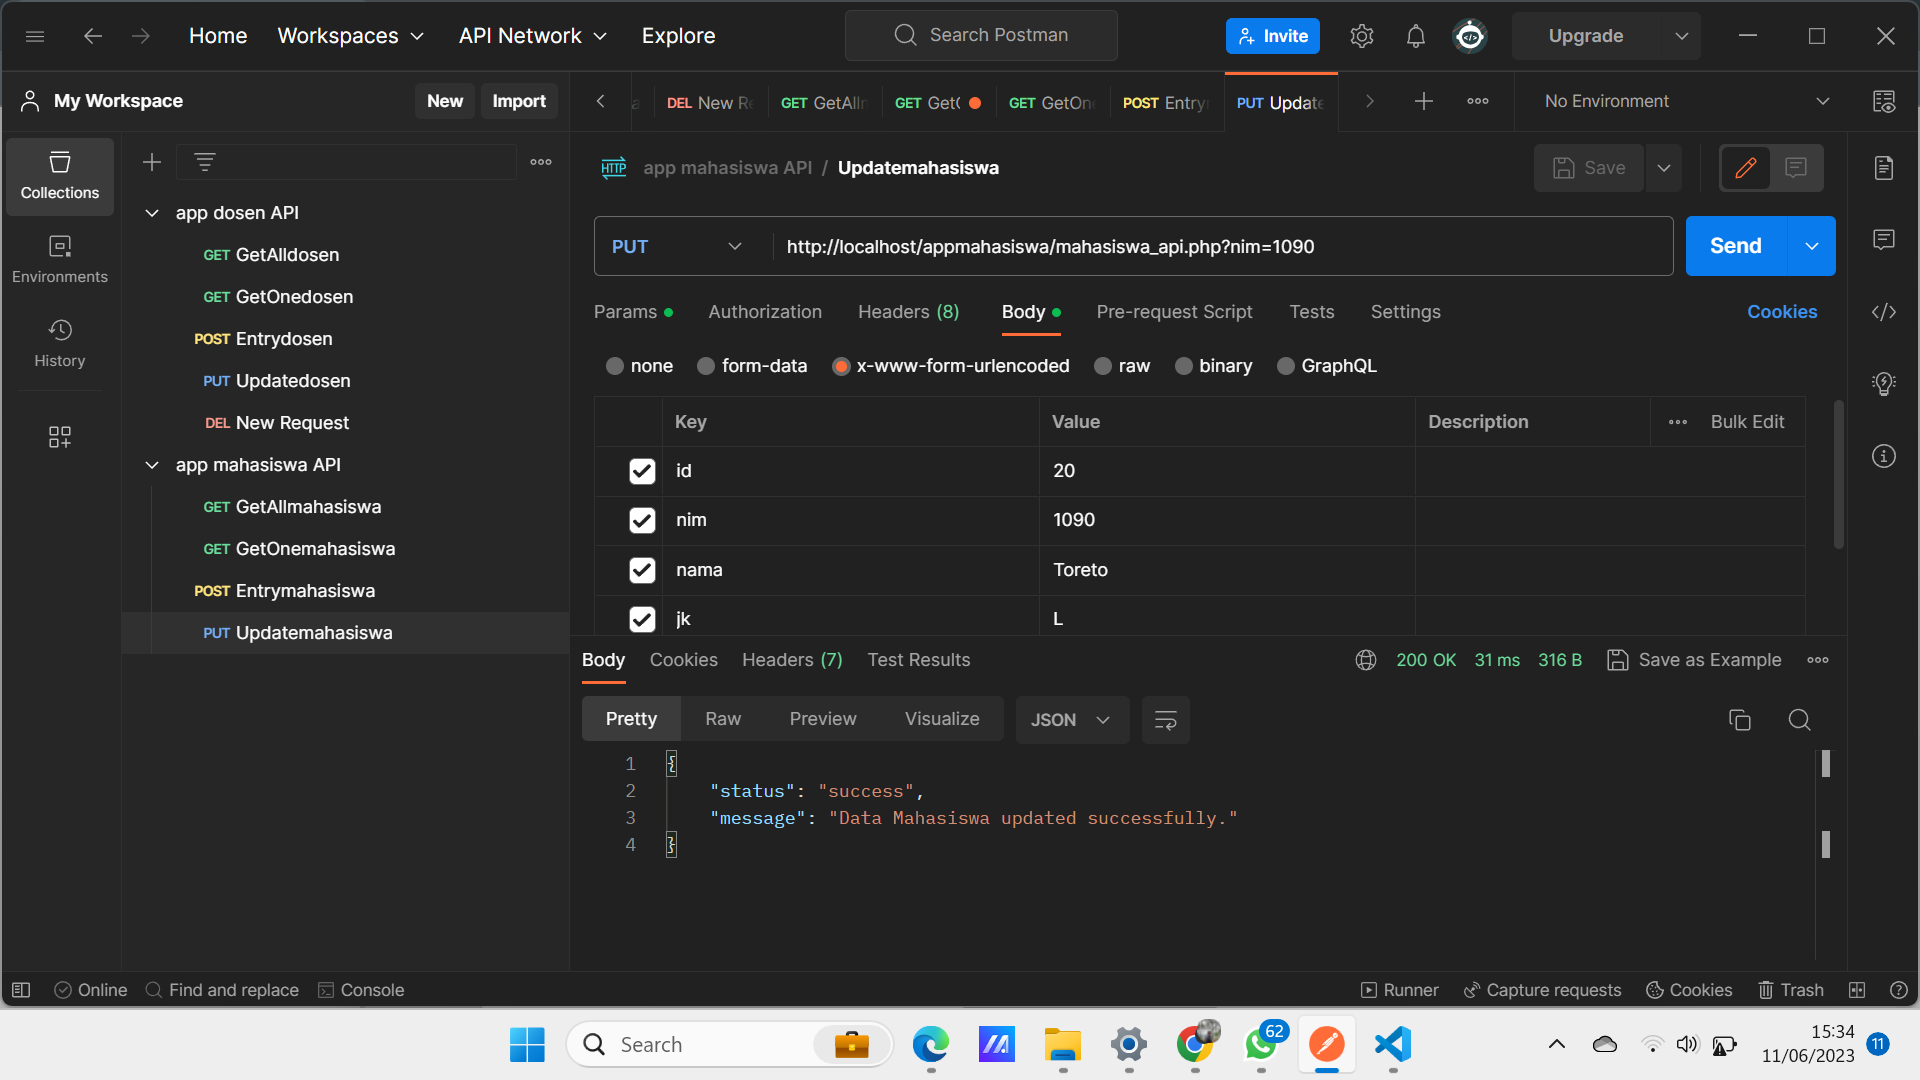 Home Workspaces API Network Explore Search Postman Invite Upgrade
My Workspace New Import
DEL New Re GET GetAlln GET GetO GET GetOne POST Entry PUT Update No Environment
Collections
Environments
History
app dosen API
GET GetAlldosen
GET GetOnedosen
POST Entrydosen
PUT Updatedosen
DEL New Request
app mahasiswa API
GET GetAllmahasiswa
GET GetOnemahasiswa
POST Entrymahasiswa
PUT Updatemahasiswa
HTTP app mahasiswa API / Updatemahasiswa Save
PUT http://localhost/appmahasiswa/mahasiswa_api.php?nim=1090 Send
Params Authorization Headers (8) Body Pre-request Script Tests Settings Cookies
none form-data x-www-form-urlencoded raw binary GraphQL
Key Value Description Bulk Edit
id 20
nim 1090
nama Toreto
jk L
Body Cookies Headers (7) Test Results 200 OK 31 ms 316 B Save as Example
Pretty Raw Preview Visualize JSON
1 {
2 "status": "success",
3 "message": "Data Mahasiswa updated successfully."
4 }
Online Find and replace Console Runner Capture requests Cookies Trash
Search 62 15:34
11/06/2023 11